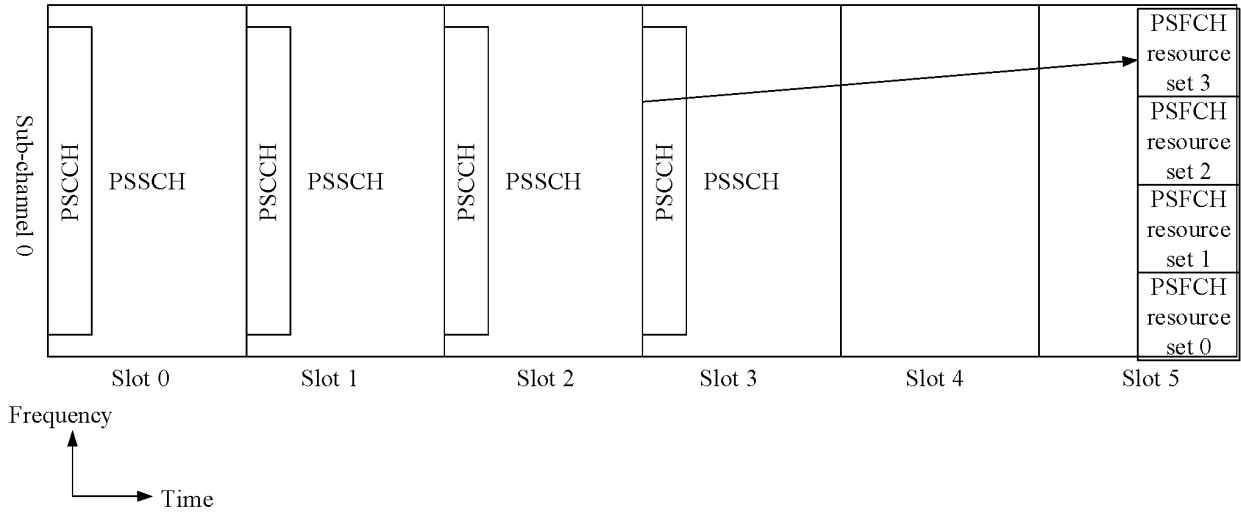 Sub-channel 0
PSCCH
PSSCH
PSCCH
PSSCH
PSCCH
PSSCH
PSCCH
PSSCH
PSFCH
resource
set 3
PSFCH
resource
set 2
PSFCH
resource
set 1
PSFCH
resource
set 0
Slot 0
Slot 1
Slot 2
Slot 3
Slot 4
Slot 5
Frequency
Time